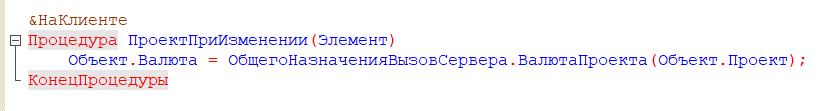 &НаКлиенте
Процедура ПроектПриИзменении(Элемент)
Объект.Валюта = ОбщегоНазначенияВызовСервера.ВалютаПроекта(Объект.Проект);
КонецПроцедуры